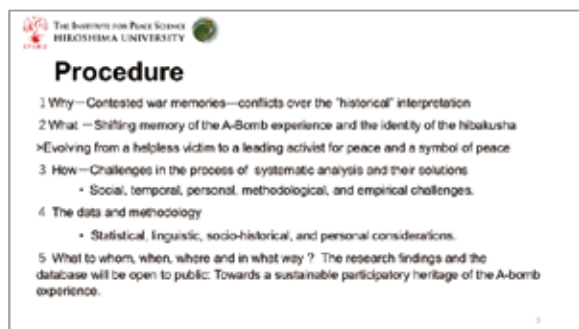 THE INSTITUTE FOR PEACE SCIENCE
HIROSHIMA UNIVERSITY
Procedure
1 Why—Contested war memories—conflicts over the "historical" interpretation
2 What —Shifting memory of the A-Bomb experience and the identity of the hibakusha
>Evolving from a helpless victim to a leading activist for peace and a symbol of peace
3 How—Challenges in the process of systematic analysis and their solutions
• Social, temporal, personal, methodological, and empirical challenges.
4 The data and methodology
• Statistical, linguistic, socio-historical, and personal considerations.
5 What to whom, when, where and in what way ? The research findings and the
database will be open to public: Towards a sustainable participatory heritage of the A-bomb
experience.